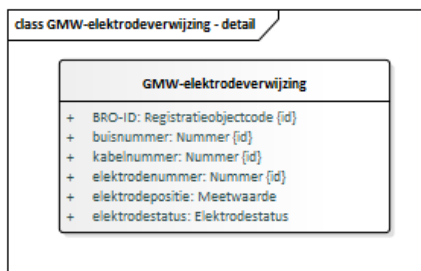 class GMW-elektrodeverwijzing - detail
GMW-elektrodeverwijzing
+ BRO-ID: Registratieobjectcode {id}
+ buisnummer: Nummer {id}
+ kabelnummer: Nummer {id}
+ elektrodenummer: Nummer {id}
+ elektrodepositie: Meetwaarde
+ elektrodestatus: Elektrodestatus